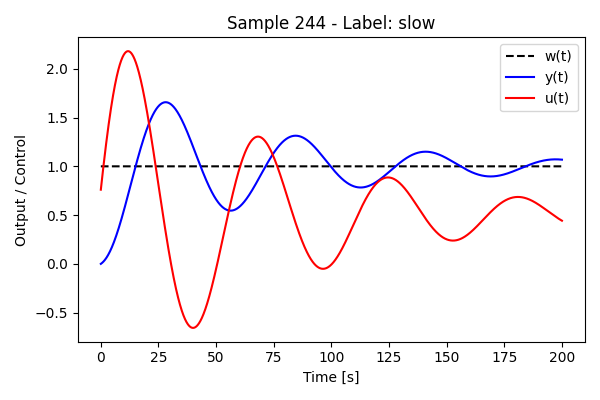 Sample 244 - Label: slow
w(t)
y(t)
u(t)
Output / Control
2.0
1.5
1.0
0.5
0.0
−0.5
0 25 50 75 100 125 150 175 200
Time [s]